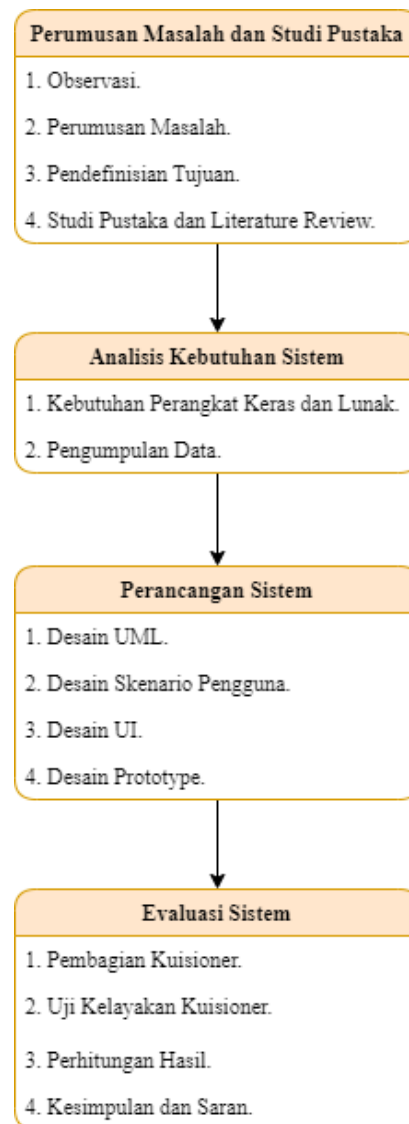 Perumusan Masalah dan Studi Pustaka
1. Observasi.
2. Perumusan Masalah.
3. Pendefinisian Tujuan.
4. Studi Pustaka dan Literature Review.
Analisis Kebutuhan Sistem
1. Kebutuhan Perangkat Keras dan Lunak.
2. Pengumpulan Data.
Perancangan Sistem
1. Desain UML.
2. Desain Skenario Pengguna.
3. Desain UI.
4. Desain Prototype.
Evaluasi Sistem
1. Pembagian Kuisioner.
2. Uji Kelayakan Kuisioner.
3. Perhitungan Hasil.
4. Kesimpulan dan Saran.